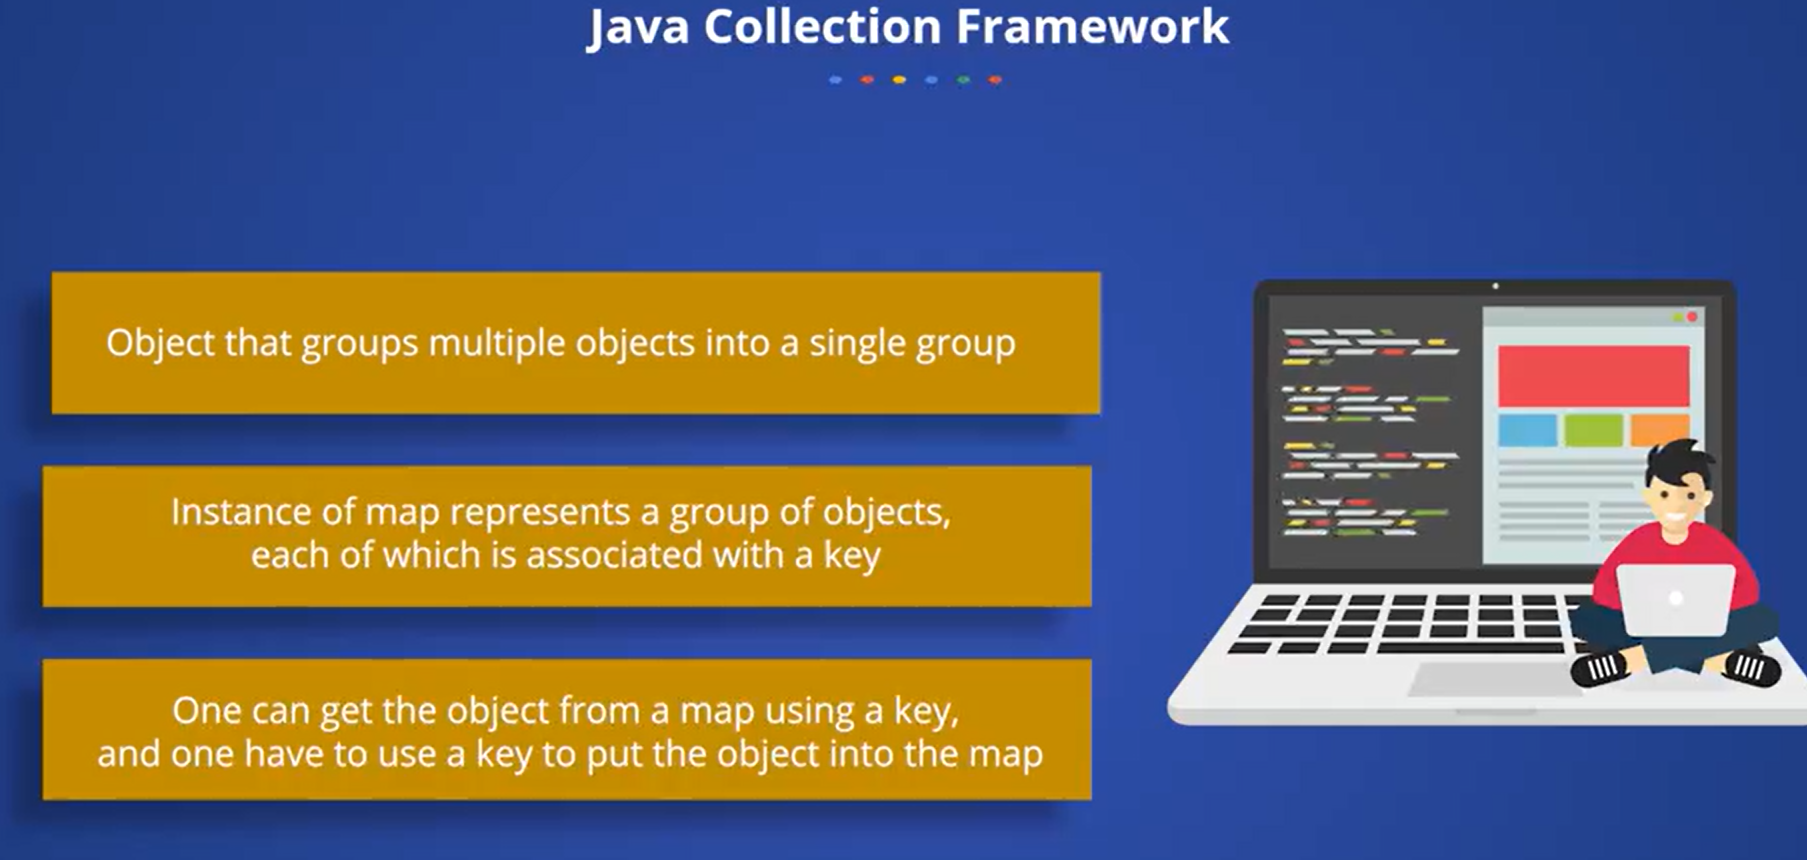 Java Collection Framework
Object that groups multiple objects into a single group
Instance of map represents a group of objects,
each of which is associated with a key
One can get the object from a map using a key,
and one have to use a key to put the object into the map